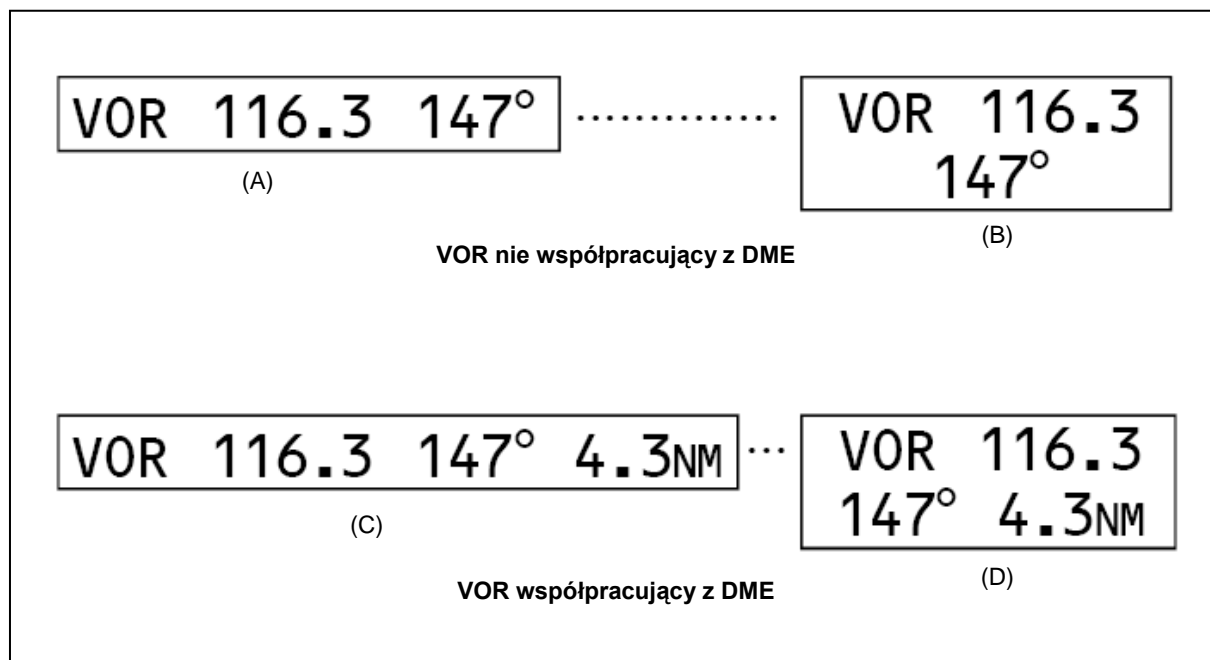 VOR 116.3 147° .............. VOR 116.3
147°
(A)
(B)
VOR nie współpracujący z DME
VOR 116.3 147° 4.3NM ... VOR 116.3
147° 4.3NM
(C)
(D)
VOR współpracujący z DME